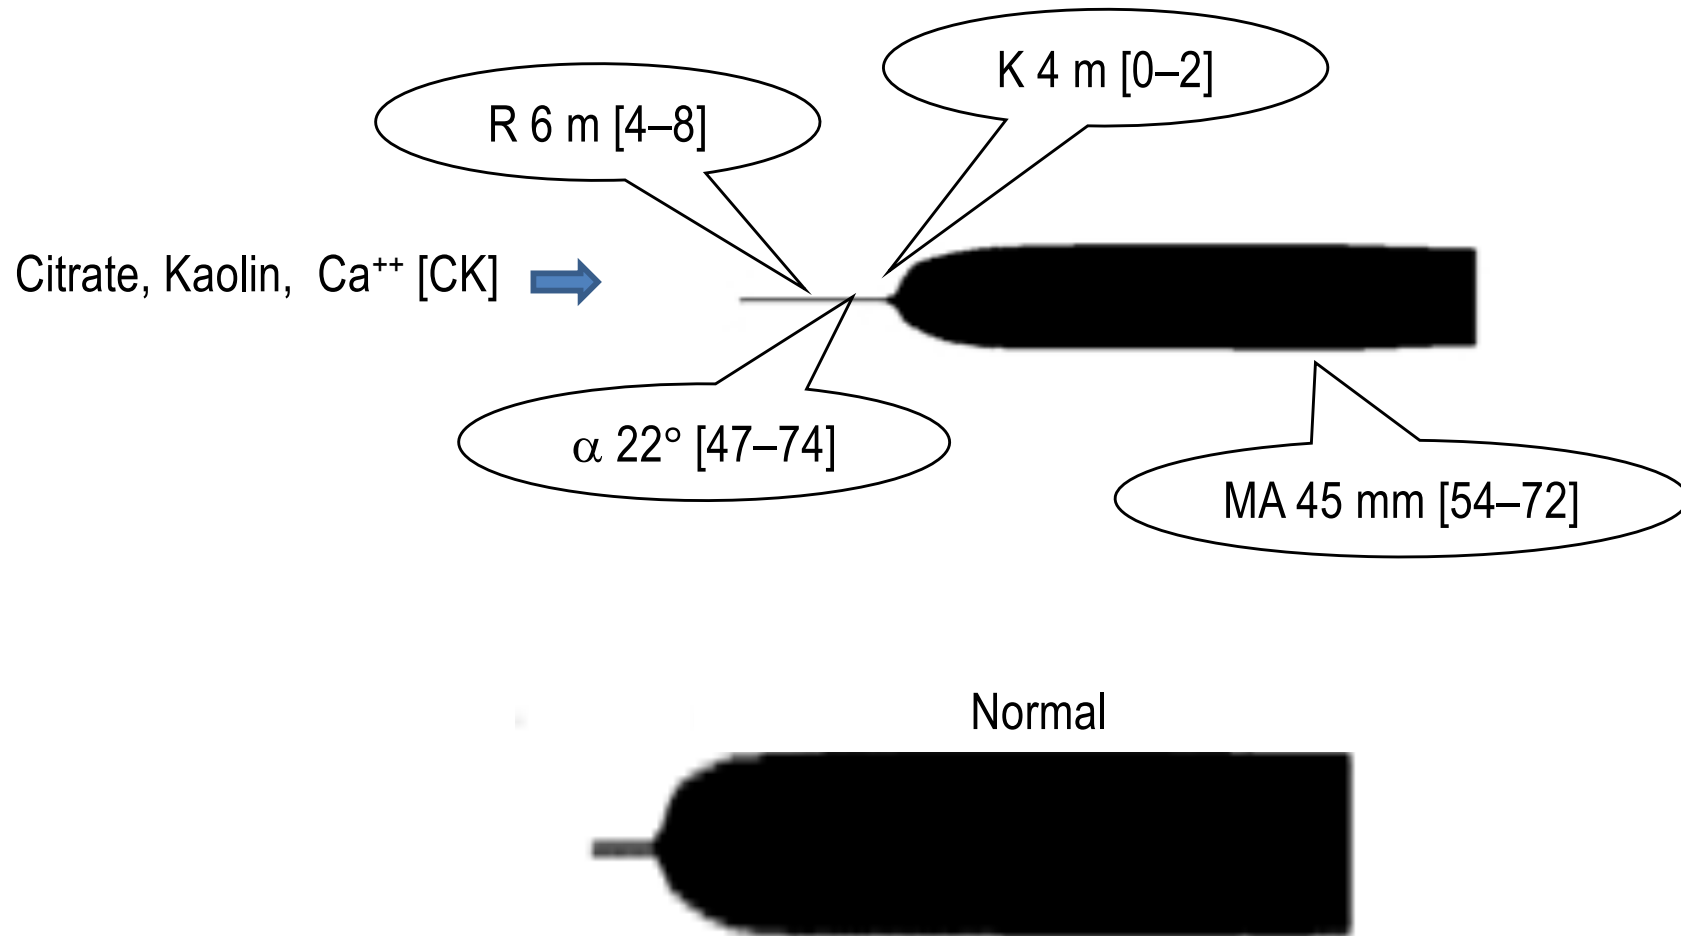 K 4 m [0–2]
R 6 m [4–8]
Citrate, Kaolin, Ca⁺⁺ [CK]
α 22° [47–74]
MA 45 mm [54–72]
Normal